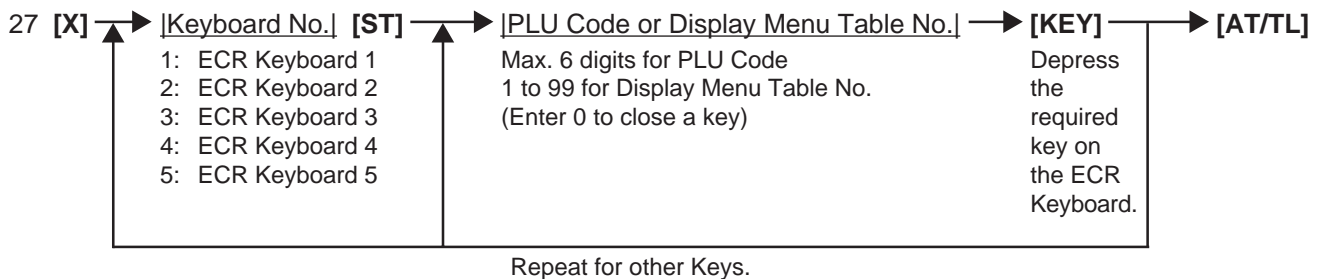 27 [X] |Keyboard No.| [ST] |PLU Code or Display Menu Table No.| [KEY] [AT/TL]
1: ECR Keyboard 1
2: ECR Keyboard 2
3: ECR Keyboard 3
4: ECR Keyboard 4
5: ECR Keyboard 5
Max. 6 digits for PLU Code
1 to 99 for Display Menu Table No.
(Enter 0 to close a key)
Depress
the
required
key on
the ECR
Keyboard.
Repeat for other Keys.